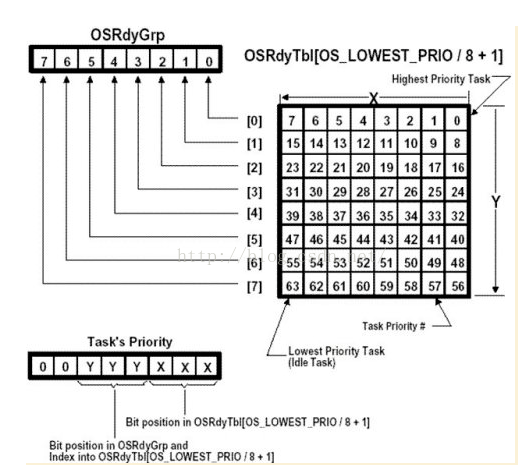 OSRdyGrp
7 6 5 4 3 2 1 0
OSRdyTbl[OS_LOWEST_PRIO / 8 + 1]
Highest Priority Task
X
[0] 7 6 5 4 3 2 1 0
[1] 15 14 13 12 11 10 9 8
[2] 23 22 21 20 19 18 17 16
[3] 31 30 29 28 27 26 25 24
Y
[4] 39 38 37 36 35 34 33 32
[5] 47 46 45 44 43 42 41 40
[6] 55 54 53 52 51 50 49 48
[7] 63 62 61 60 59 58 57 56
Task Priority #
Lowest Priority Task
(Idle Task)
Task's Priority
0 0 Y Y Y X X X
Bit position in OSRdyTbl[OS_LOWEST_PRIO / 8 + 1]
Bit position in OSRdyGrp and
Index into OSRdyTbl[OS_LOWEST_PRIO / 8 + 1]